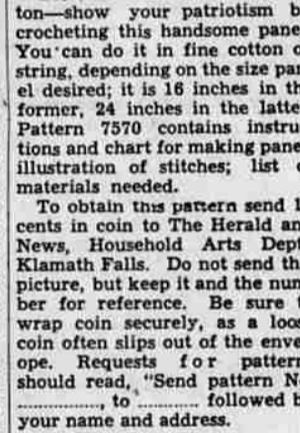 ton—show your patriotism b
crocheting this handsome pane
You can do it in fine cotton o
string, depending on the size pan
el desired; it is 16 inches in th
former, 24 inches in the latte
Pattern 7570 contains instru
tions and chart for making pane
illustration of stitches; list o
materials needed.
To obtain this pattern send 1
cents in coin to The Herald an
News, Household Arts Dept
Klamath Falls. Do not send th
picture, but keep it and the num
ber for reference. Be sure t
wrap coin securely, as a loos
coin often slips out of the enve
ope. Requests for pattern
should read, "Send pattern N
................, to ............ followed b
your name and address.